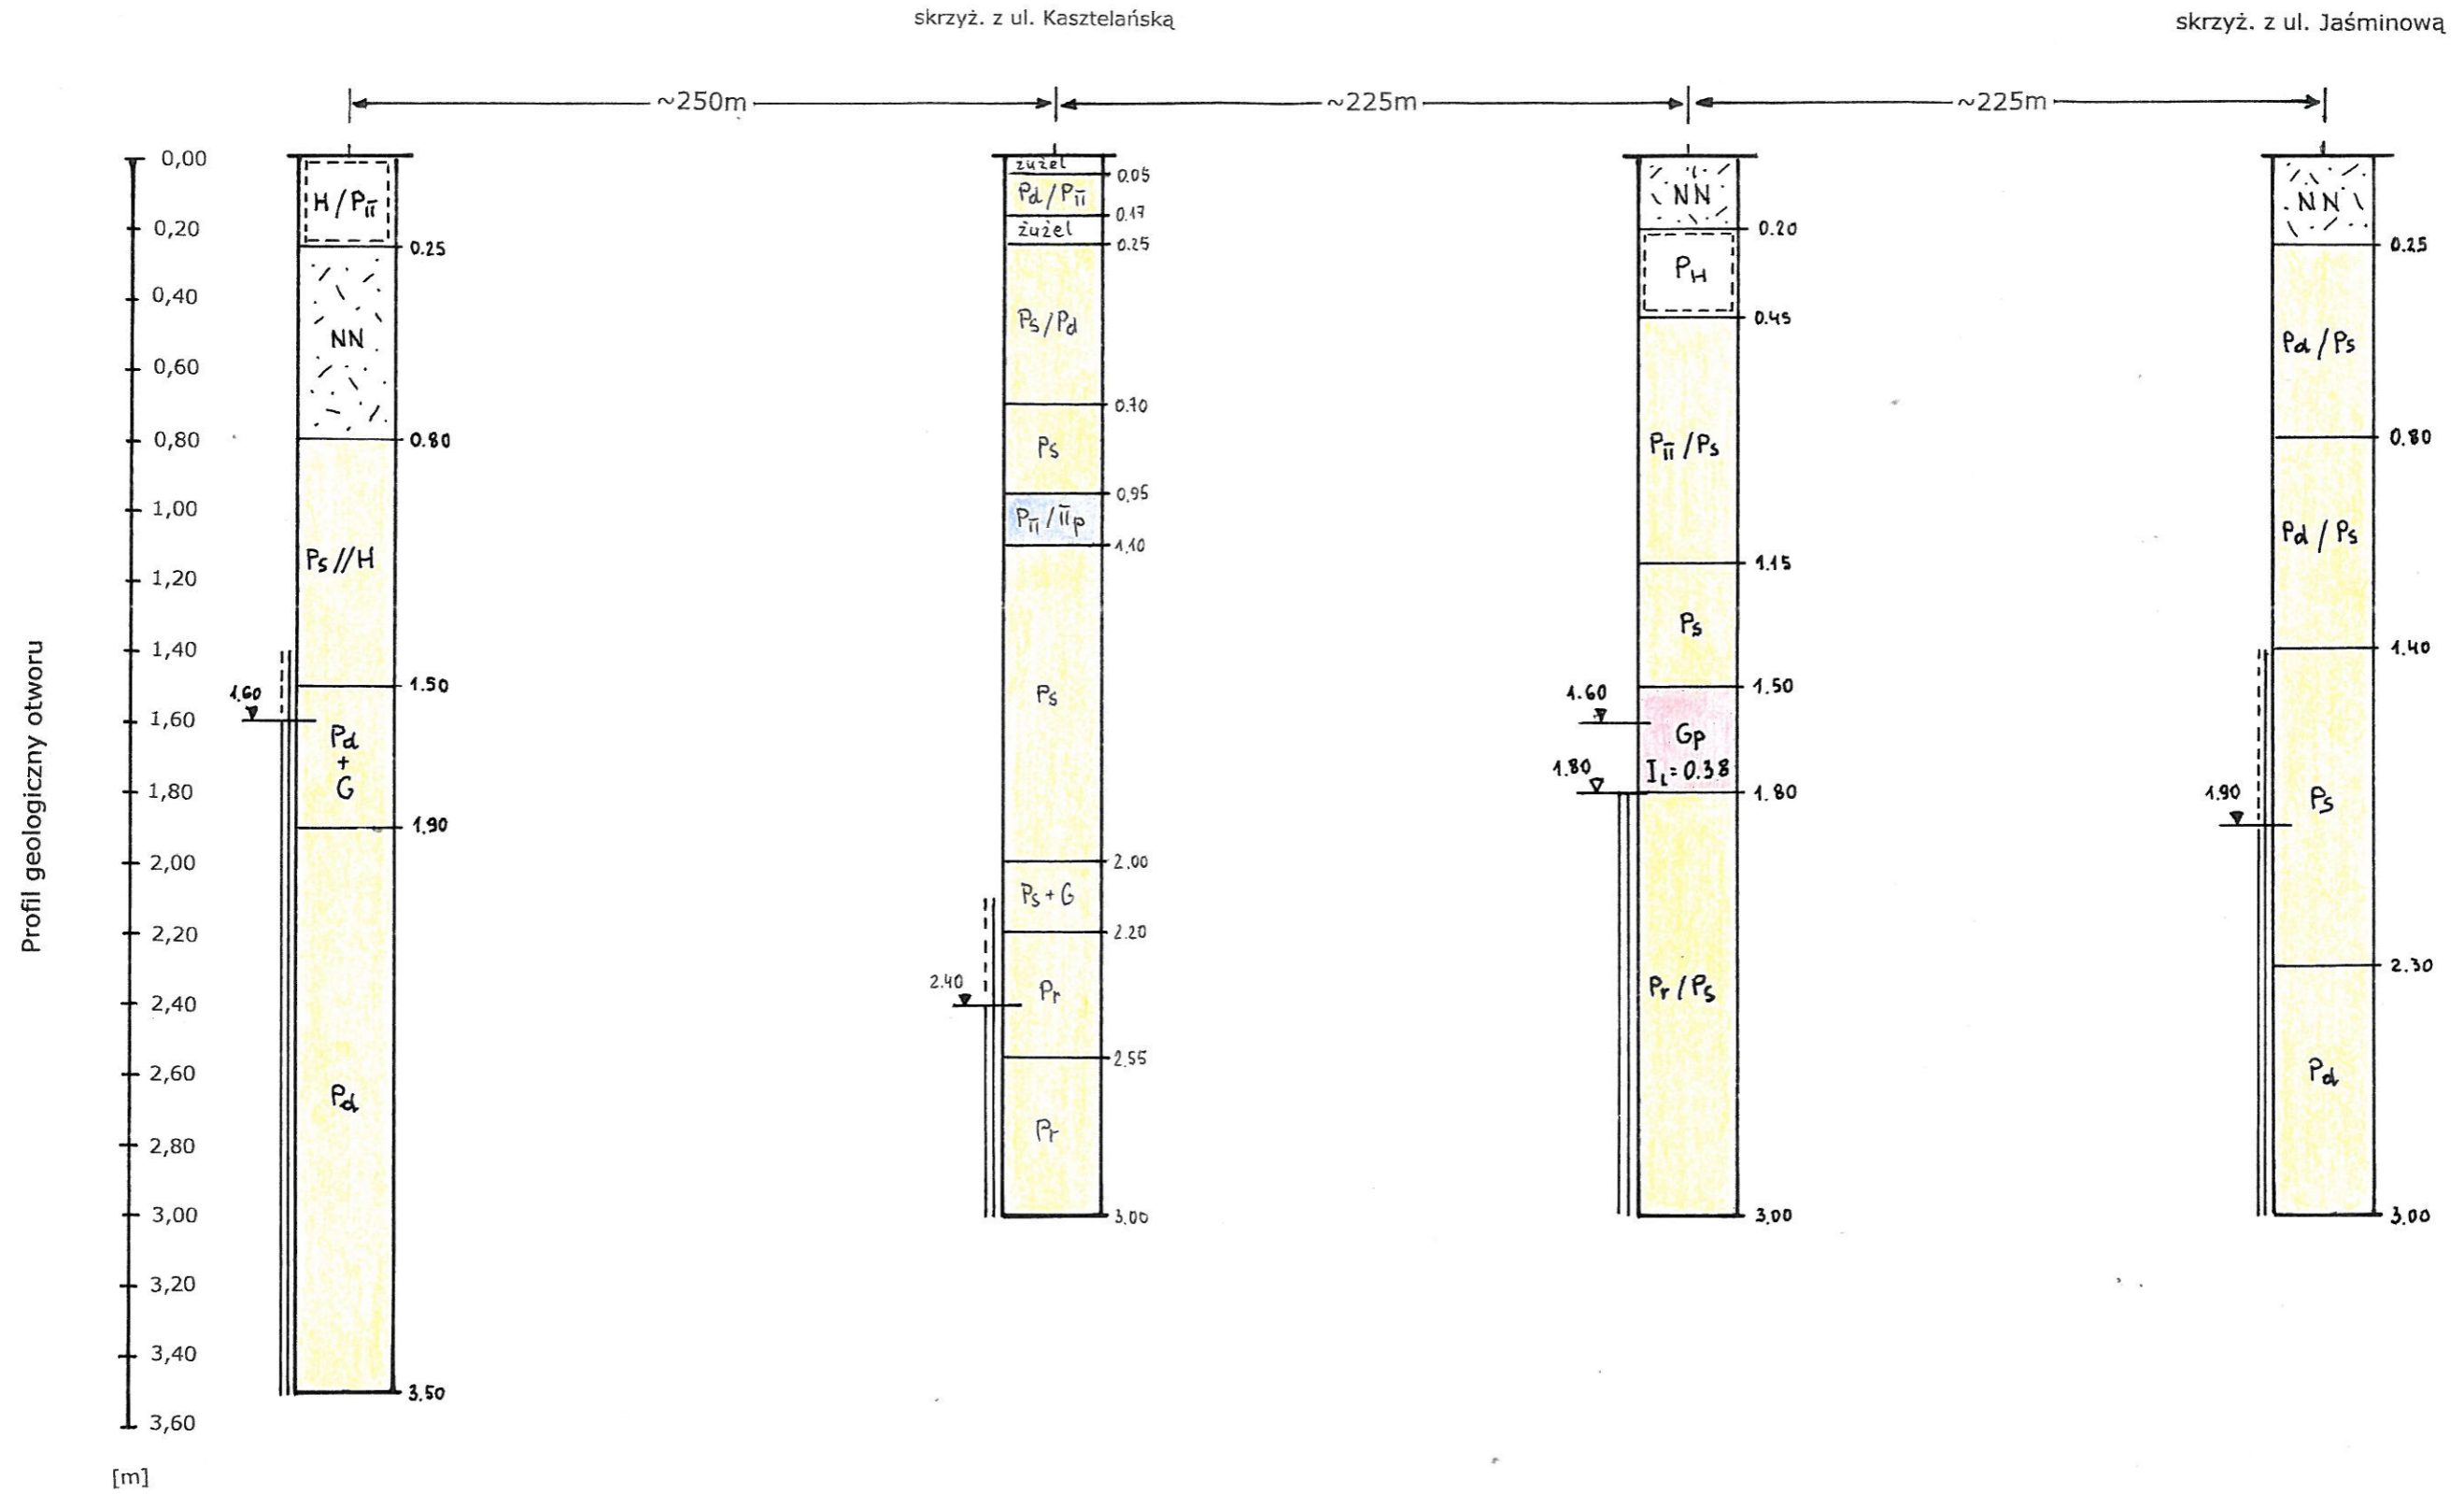 skrzyż. z ul. Kasztelańską
skrzyż. z ul. Jaśminową
~250m
~225m
~225m
Profil geologiczny otworu
0,00
0,20
0,40
0,60
0,80
1,00
1,20
1,40
1,60
1,80
2,00
2,20
2,40
2,60
2,80
3,00
3,20
3,40
3,60
[m]
H/Pπ
0.25
NN
0.80
Ps//H
1.50
1.60
Pd
+
G
1.90
Pd
3.50
żużel
0.05
Pd/Pπ
0.17
żużel
0.25
Ps/Pd
0.70
Ps
0,95
Pπ/πp
1.10
Ps
2.00
Ps+G
2.20
2.40
Pr
2.55
Pr
3.00
NN
0.20
PH
0.45
Pπ/Ps
1.15
Ps
1.50
1.60
Gp
IL=0.38
1.80
1.80
Pr/Ps
3.00
NN
0.25
Pd/Ps
0.80
Pd/Ps
1.40
1.90
Ps
2.30
Pd
3.00